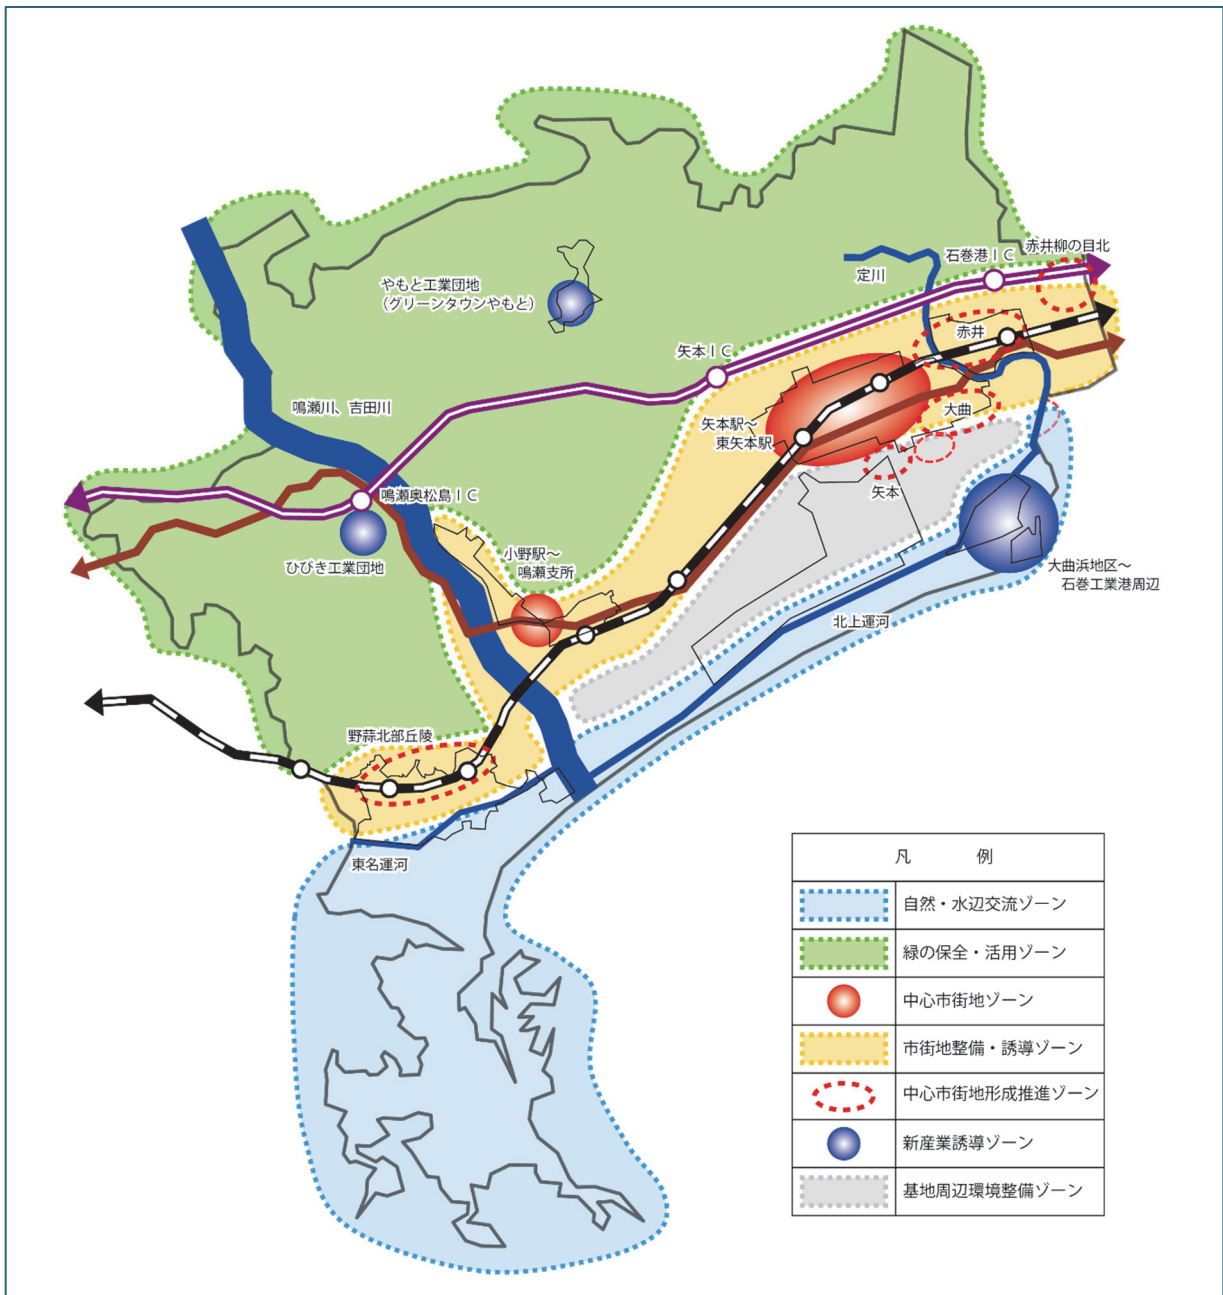 赤井柳の目北
石巻港ＩＣ
定川
やもと工業団地
（グリーンタウンやもと）
赤井
矢本ＩＣ
鳴瀬川、吉田川
大曲
矢本駅～
東矢本駅
矢本
鳴瀬奥松島ＩＣ
小野駅～
鳴瀬支所
ひびき工業団地
大曲浜地区～
石巻工業港周辺
北上運河
野蒜北部丘陵
東名運河
凡 例
自然・水辺交流ゾーン
緑の保全・活用ゾーン
中心市街地ゾーン
市街地整備・誘導ゾーン
中心市街地形成推進ゾーン
新産業誘導ゾーン
基地周辺環境整備ゾーン